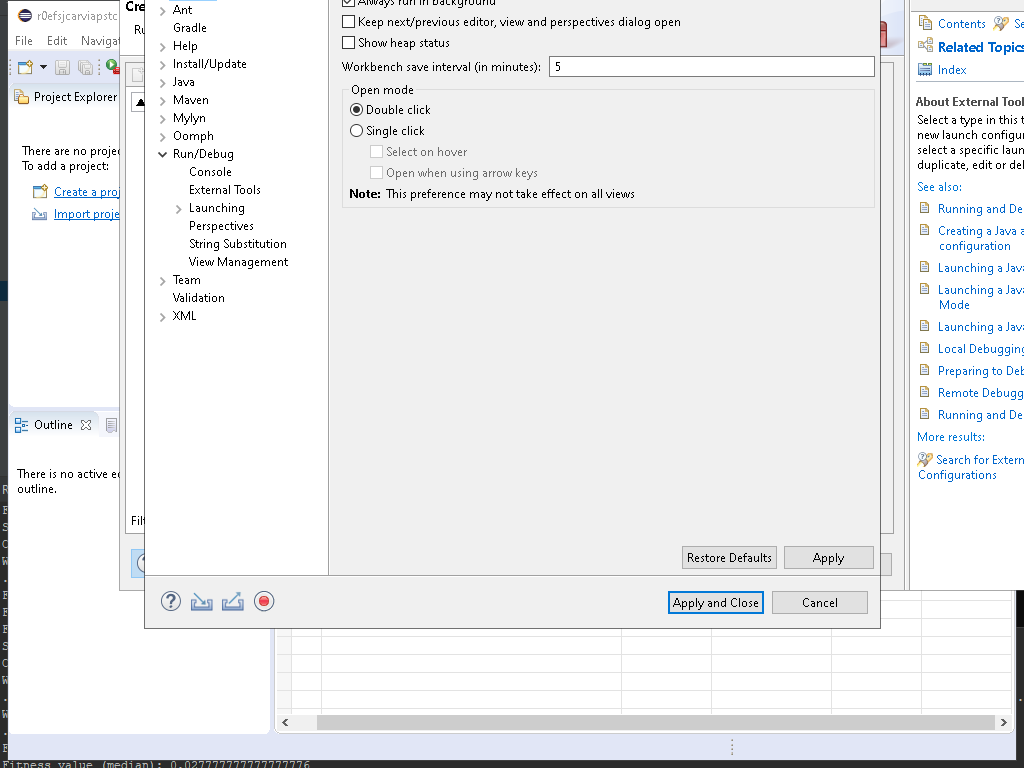 r0efsjcarviapstc
File Edit Navigat
Project Explorer
There are no projec
To add a project:
Create a proj
Import proje
Outline
There is no active ed
outline.
Cre
Ru
Filt
Ant
Gradle
Help
Install/Update
Java
Maven
Mylyn
Oomph
Run/Debug
Console
External Tools
Launching
Perspectives
String Substitution
View Management
Team
Validation
XML
Always run in background
Keep next/previous editor, view and perspectives dialog open
Show heap status
Workbench save interval (in minutes): 5
Open mode
Double click
Single click
Select on hover
Open when using arrow keys
Note: This preference may not take effect on all views
Restore Defaults Apply
Apply and Close Cancel
Contents Se
Related Topics
Index
About External Tool
Select a type in this t
new launch configur
select a specific laun
duplicate, edit or del
See also:
Running and De
Creating a Java a
configuration
Launching a Java
Launching a Java
Mode
Launching a Java
Local Debugging
Preparing to Deb
Remote Debugg
Running and De
More results:
Search for Extern
Configurations
Fitness value (median): 0.027777777777777776